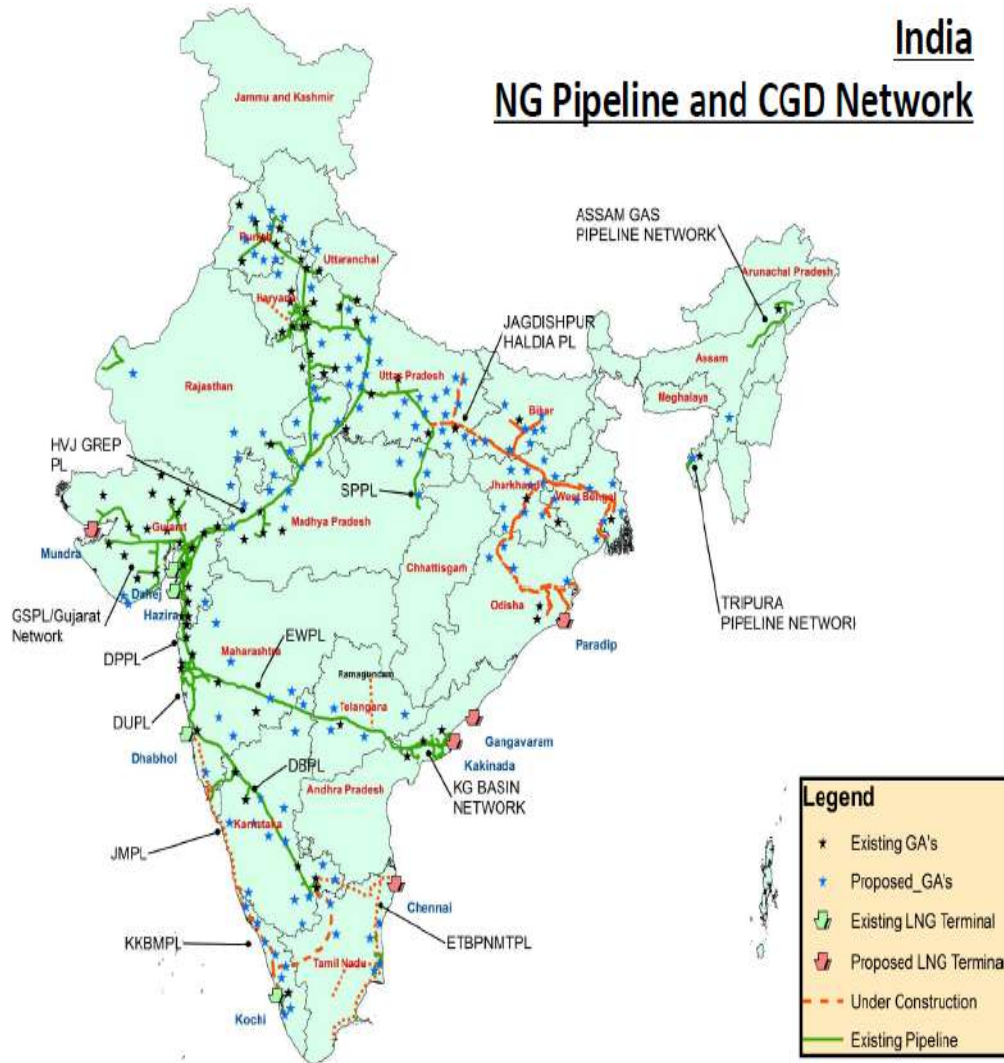 India
NG Pipeline and CGD Network
Jammu and Kashmir
ASSAM GAS
PIPELINE NETWORK
Punjab
Uttaranchal
Arunachal Pradesh
Haryana
JAGDISHPUR
HALDIA PL
Assam
Rajasthan
Uttar Pradesh
Meghalaya
Bihar
HVJ GREP
PL
SPPL
Jharkhand
West Bengal
Gujarat
Madhya Pradesh
Mundra
Chhattisgarh
Dahej
GSPL/Gujarat
Network
Hazira
Odisha
TRIPURA
PIPELINE NETWORI
DPPL
Maharashtra
EWPL
Paradip
Ramagundam
Telangara
DUPL
Gangavaram
Dhabhol
Kakinada
DBPL
KG BASIN
NETWORK
Andhra Pradesh
Karnataka
JMPL
Chennai
KKBMPL
ETBPNMTPL
Tamil Nadu
Kochi
Legend
Existing GA's
Proposed_GA's
Existing LNG Terminal
Proposed LNG Terminal
Under Construction
Existing Pipeline